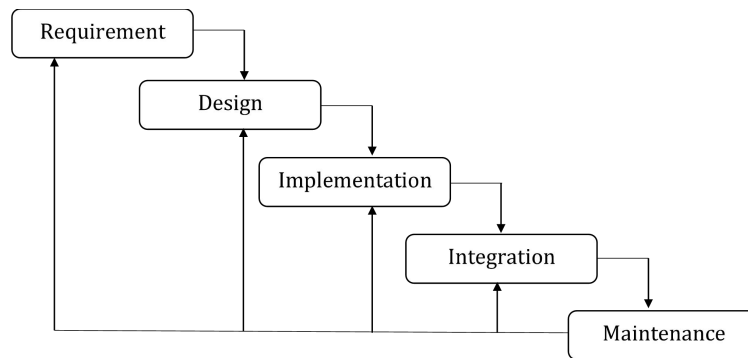 Requirement
Design
Implementation
Integration
Maintenance